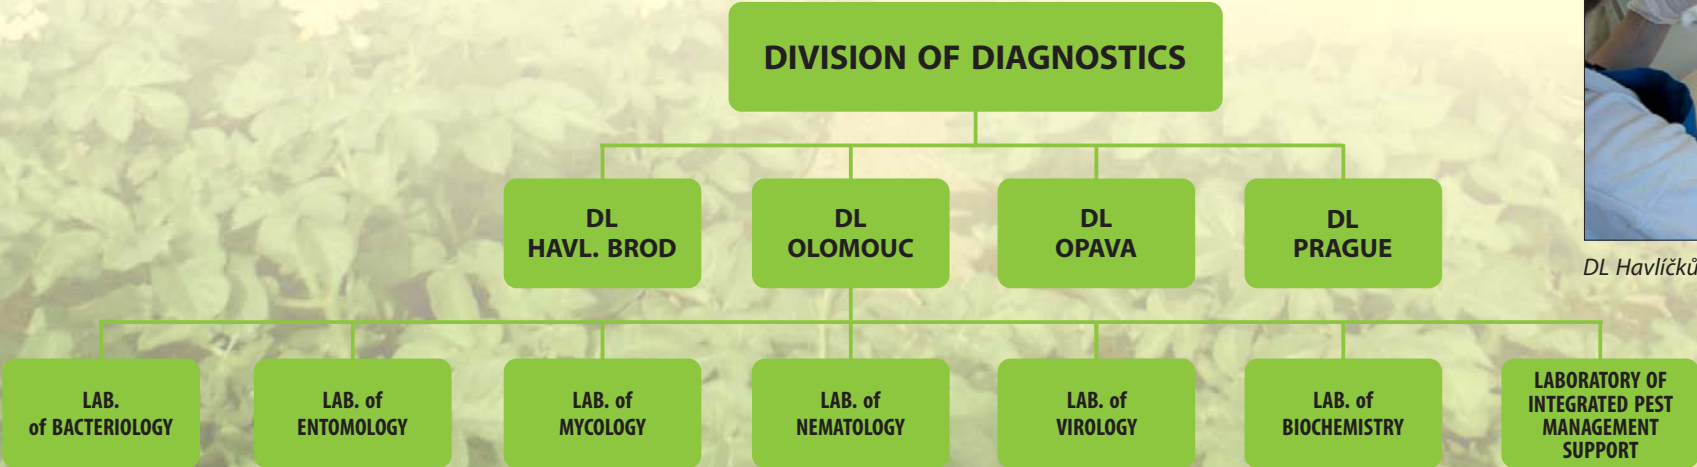 DIVISION OF DIAGNOSTICS
DL
HAVL. BROD
DL
OLOMOUC
DL
OPAVA
DL
PRAGUE
DL Havlíčků
LAB.
of BACTERIOLOGY
LAB. of
ENTOMOLOGY
LAB. of
MYCOLOGY
LAB. of
NEMATOLOGY
LAB. of
VIROLOGY
LAB. of
BIOCHEMISTRY
LABORATORY OF
INTEGRATED PEST
MANAGEMENT
SUPPORT